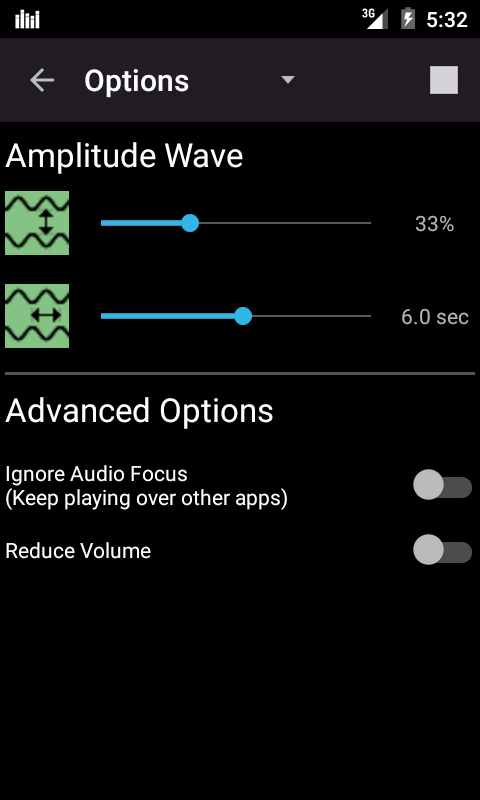 3G 5:32
Options
Amplitude Wave
33%
6.0 sec
Advanced Options
Ignore Audio Focus
(Keep playing over other apps)
Reduce Volume